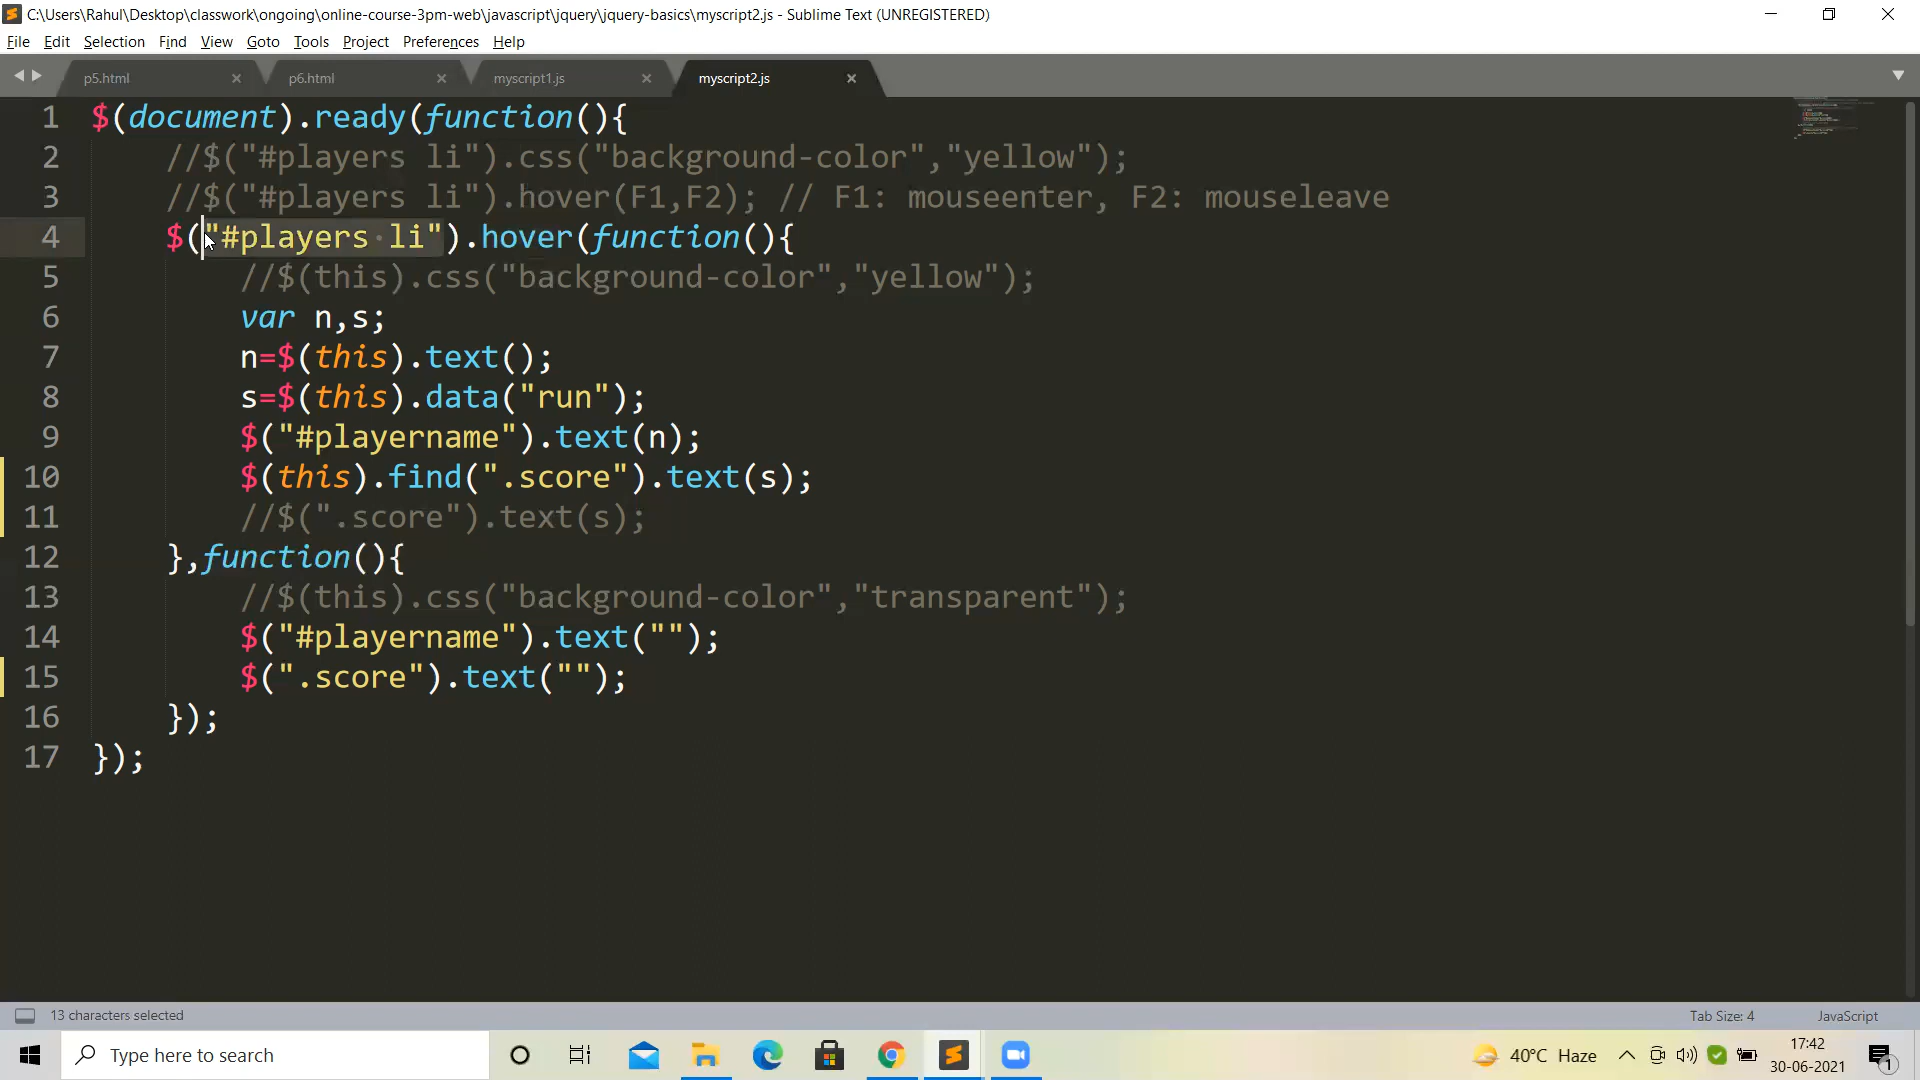 C:\Users\Rahul\Desktop\classwork\ongoing\online-course-3pm-web\javascript\jquery\jquery-basics\myscript2.js - Sublime Text (UNREGISTERED)
File Edit Selection Find View Goto Tools Project Preferences Help
p5.html p6.html myscript1.js myscript2.js
1 $(document).ready(function(){
2 //$("#players li").css("background-color","yellow");
3 //$("#players li").hover(F1,F2); // F1: mouseenter, F2: mouseleave
4 $("#players li").hover(function(){
5 //$(this).css("background-color","yellow");
6 var n,s;
7 n=$(this).text();
8 s=$(this).data("run");
9 $("#playername").text(n);
10 $(this).find(".score").text(s);
11 //$(".score").text(s);
12 },function(){
13 //$(this).css("background-color","transparent");
14 $("#playername").text("");
15 $(".score").text("");
16 });
17 });
13 characters selected Tab Size: 4 JavaScript
Type here to search 40°C Haze 17:42
30-06-2021 1